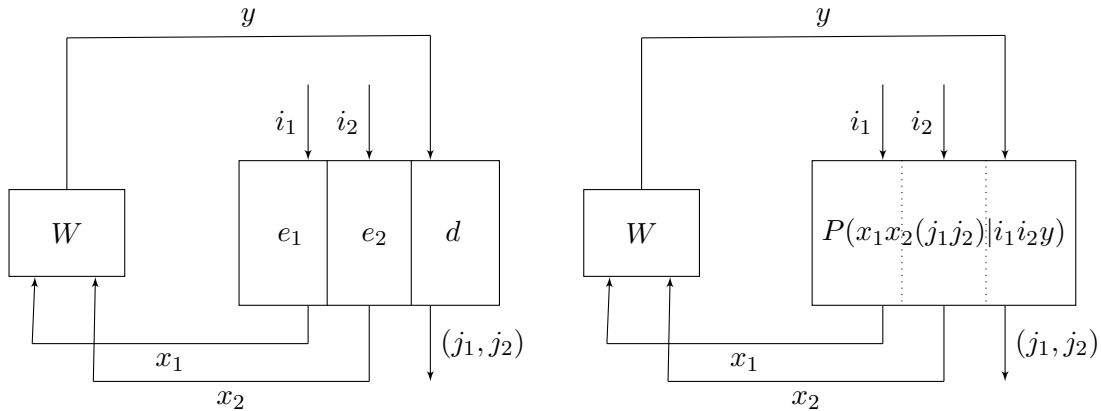 y
i₁ i₂
W
e₁ e₂ d
(j₁, j₂)
x₁
x₂
y
i₁ i₂
W
P(x₁x₂(j₁j₂)|i₁i₂y)
(j₁, j₂)
x₁
x₂